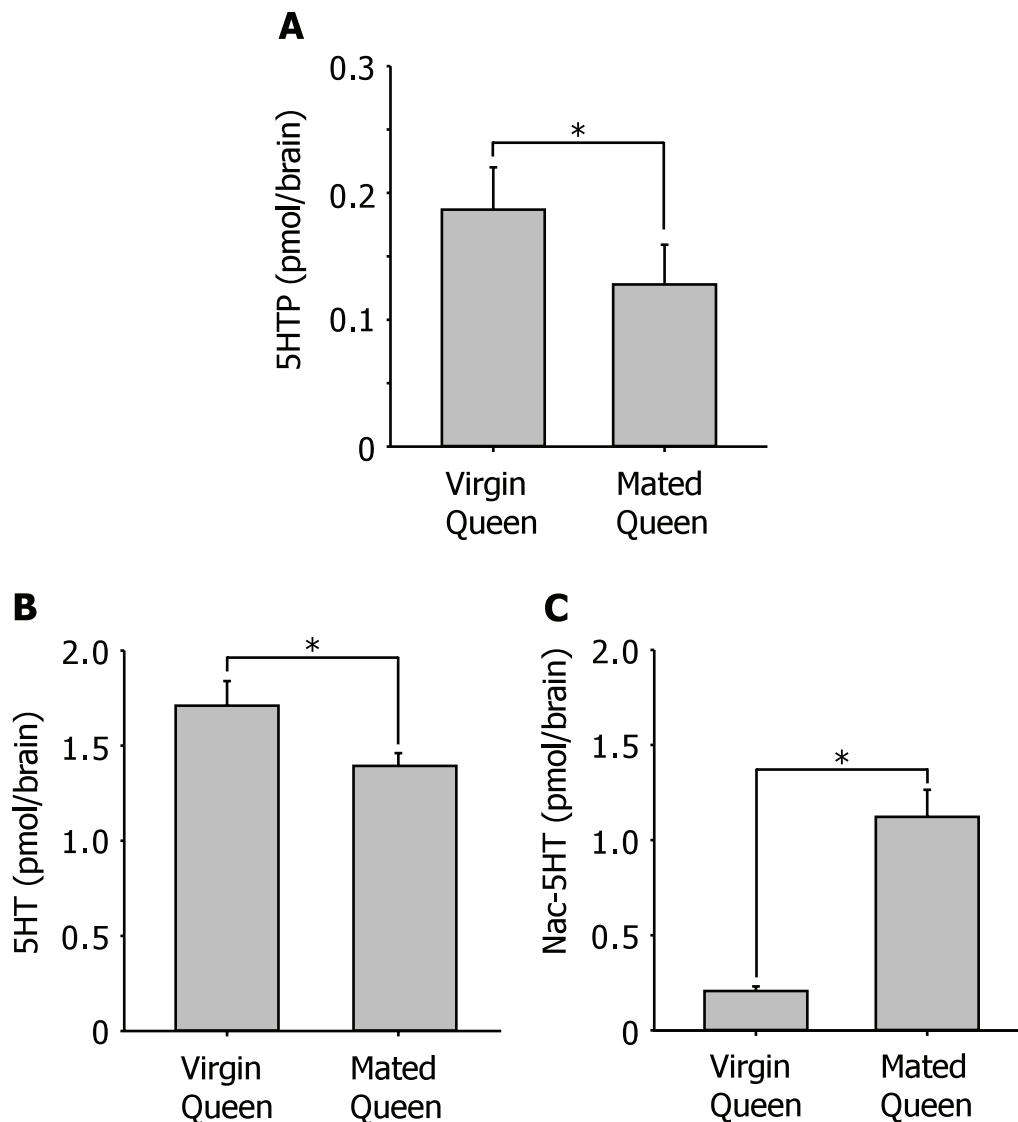 A
5HTP (pmol/brain)
0.3
0.2
0.1
0
*
Virgin
Queen
Mated
Queen
B
5HT (pmol/brain)
2.0
1.5
1.0
0.5
0
*
Virgin
Queen
Mated
Queen
C
Nac-5HT (pmol/brain)
2.0
1.5
1.0
0.5
0
*
Virgin
Queen
Mated
Queen